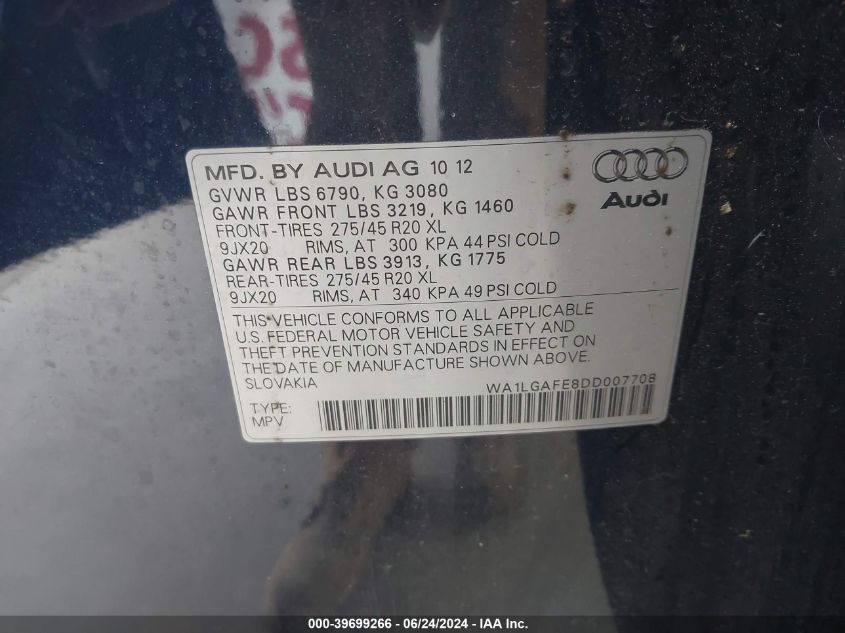 MFD. BY AUDI AG 10 12
GVWR LBS 6790, KG 3080
GAWR FRONT LBS 3219, KG 1460
FRONT-TIRES 275/45 R20 XL
9JX20 RIMS, AT 300 KPA 44 PSI COLD
GAWR REAR LBS 3913, KG 1775
REAR-TIRES 275/45 R20 XL
9JX20 RIMS, AT 340 KPA 49 PSI COLD
Audi
THIS VEHICLE CONFORMS TO ALL APPLICABLE
U.S. FEDERAL MOTOR VEHICLE SAFETY AND
THEFT PREVENTION STANDARDS IN EFFECT ON
THE DATE OF MANUFACTURE SHOWN ABOVE.
SLOVAKIA WA1LGAFE8DD007708
TYPE:
MPV
000-39699266 - 06/24/2024 - IAA Inc.